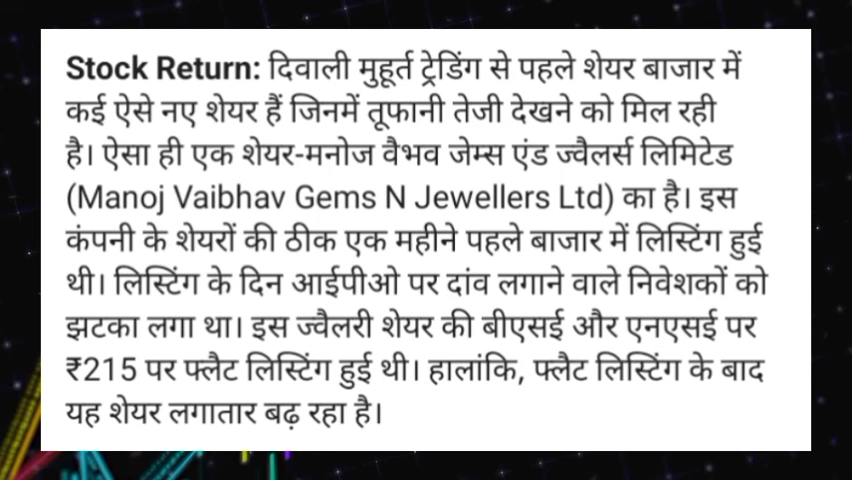 Stock Return: दिवाली मुहूर्त ट्रेडिंग से पहले शेयर बाजार में
कई ऐसे नए शेयर हैं जिनमें तूफानी तेजी देखने को मिल रही
है। ऐसा ही एक शेयर-मनोज वैभव जेम्स एंड ज्वैलर्स लिमिटेड
(Manoj Vaibhav Gems N Jewellers Ltd) का है। इस
कंपनी के शेयरों की ठीक एक महीने पहले बाजार में लिस्टिंग हुई
थी। लिस्टिंग के दिन आईपीओ पर दांव लगाने वाले निवेशकों को
झटका लगा था। इस ज्वैलरी शेयर की बीएसई और एनएसई पर
₹215 पर फ्लैट लिस्टिंग हुई थी। हालांकि, फ्लैट लिस्टिंग के बाद
यह शेयर लगातार बढ़ रहा है।